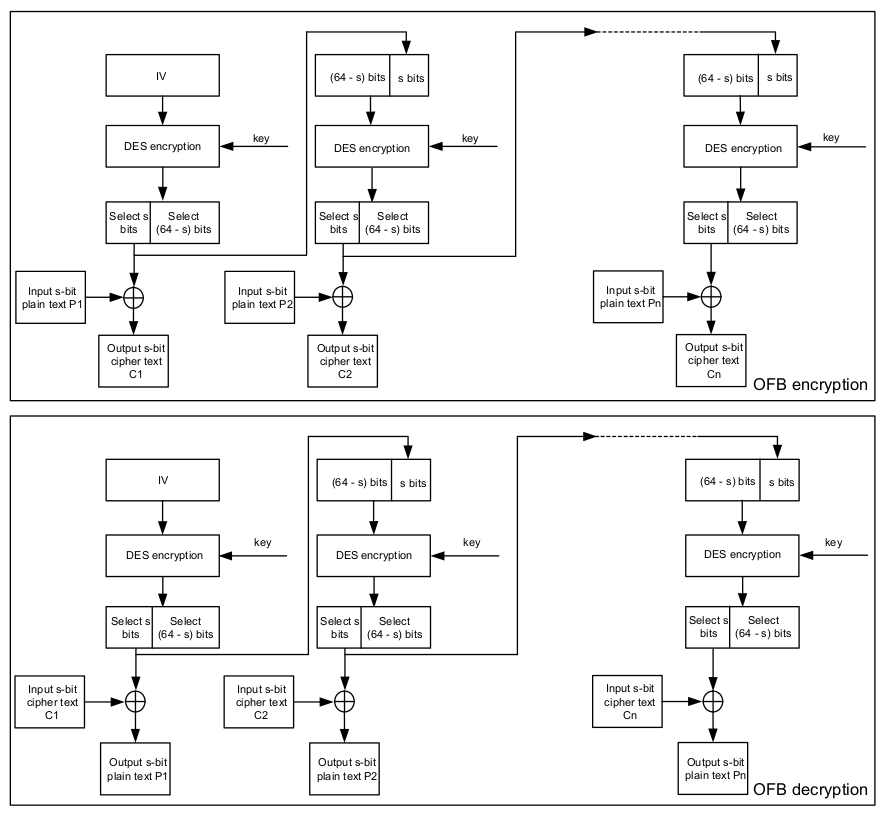 IV
(64 - s) bits
s bits
(64 - s) bits
s bits
DES encryption
key
DES encryption
key
DES encryption
key
Select s
bits
Select
(64 - s) bits
Select s
bits
Select
(64 - s) bits
Select s
bits
Select
(64 - s) bits
Input s-bit
plain text P1
Input s-bit
plain text P2
Input s-bit
plain text Pn
Output s-bit
cipher text
C1
Output s-bit
cipher text
C2
Output s-bit
cipher text
Cn
OFB encryption
IV
(64 - s) bits
s bits
(64 - s) bits
s bits
DES encryption
key
DES encryption
key
DES encryption
key
Select s
bits
Select
(64 - s) bits
Select s
bits
Select
(64 - s) bits
Select s
bits
Select
(64 - s) bits
Input s-bit
cipher text
C1
Input s-bit
cipher text
C2
Input s-bit
cipher text
Cn
Output s-bit
plain text P1
Output s-bit
plain text P2
Output s-bit
plain text Pn
OFB decryption